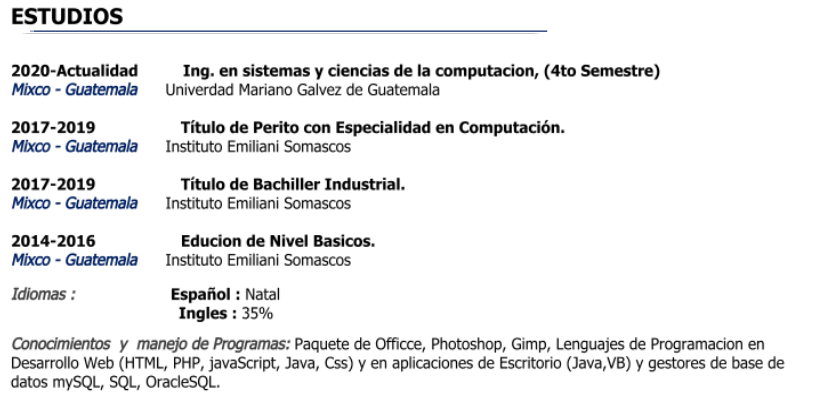 ESTUDIOS
2020-Actualidad Ing. en sistemas y ciencias de la computacion, (4to Semestre)
Mixco - Guatemala Univerdad Mariano Galvez de Guatemala
2017-2019 Título de Perito con Especialidad en Computación.
Mixco - Guatemala Instituto Emiliani Somascos
2017-2019 Título de Bachiller Industrial.
Mixco - Guatemala Instituto Emiliani Somascos
2014-2016 Educion de Nivel Basicos.
Mixco - Guatemala Instituto Emiliani Somascos
Idiomas : Español : Natal
Ingles : 35%
Conocimientos y manejo de Programas: Paquete de Officce, Photoshop, Gimp, Lenguajes de Programacion en
Desarrollo Web (HTML, PHP, javaScript, Java, Css) y en aplicaciones de Escritorio (Java,VB) y gestores de base de
datos mySQL, SQL, OracleSQL.